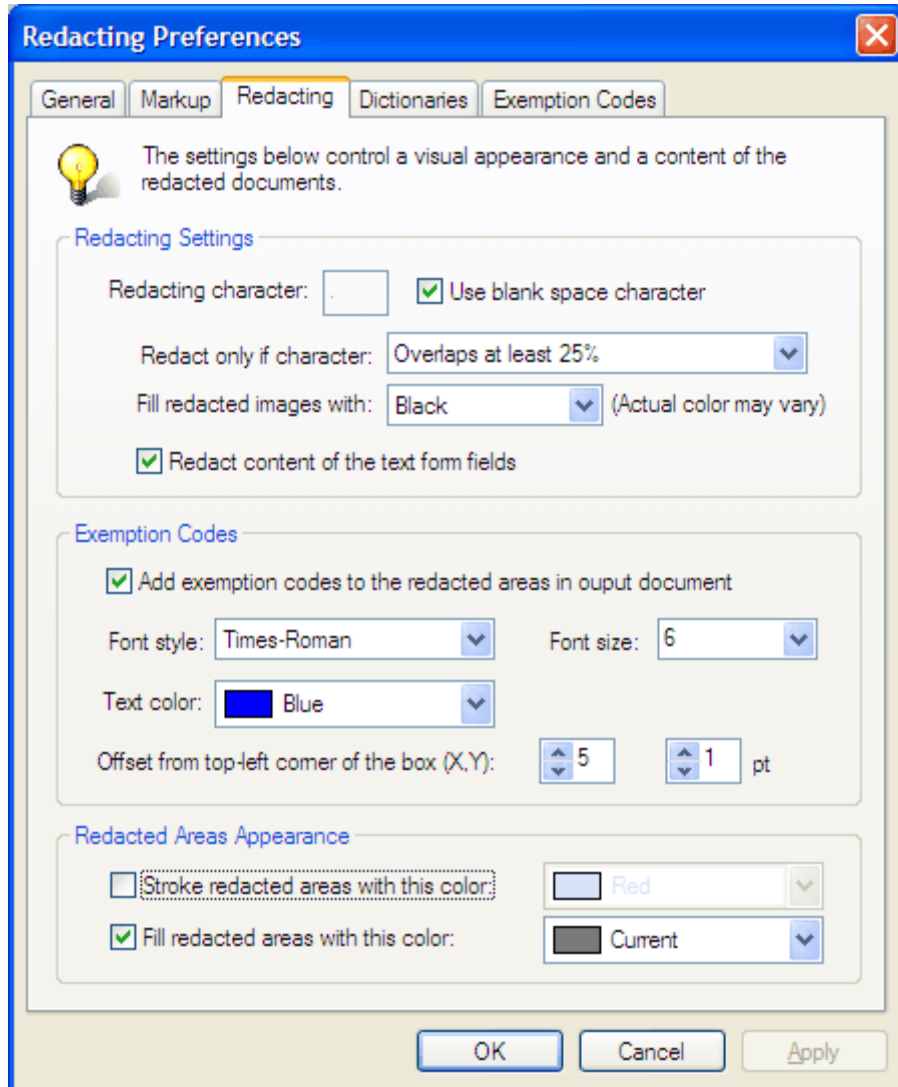 Redacting Preferences
General Markup Redacting Dictionaries Exemption Codes
The settings below control a visual appearance and a content of the
redacted documents.
Redacting Settings
Redacting character: . Use blank space character
Redact only if character: Overlaps at least 25%
Fill redacted images with: Black (Actual color may vary)
Redact content of the text form fields
Exemption Codes
Add exemption codes to the redacted areas in ouput document
Font style: Times-Roman Font size: 6
Text color: Blue
Offset from top-left corner of the box (X,Y): 5 1 pt
Redacted Areas Appearance
Stroke redacted areas with this color: Red
Fill redacted areas with this color: Current
OK Cancel Apply